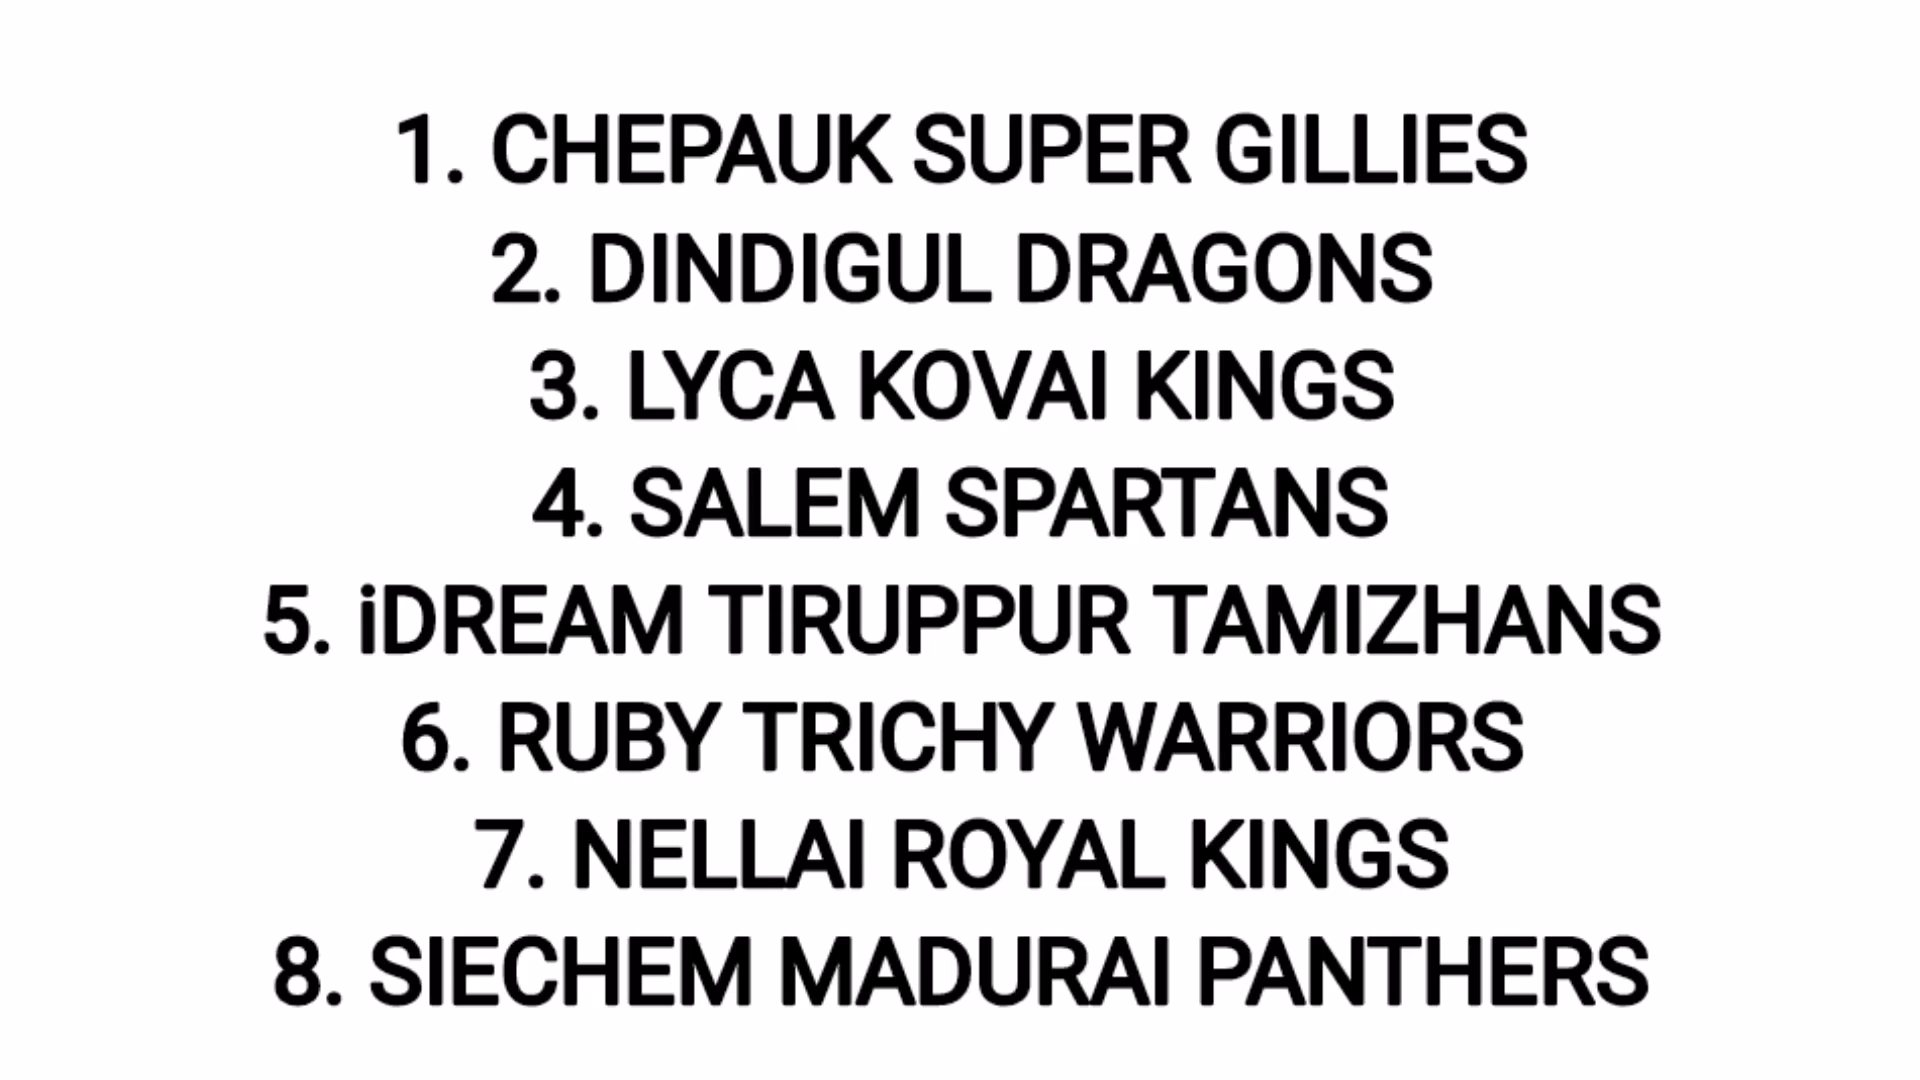 1. CHEPAUK SUPER GILLIES
2. DINDIGUL DRAGONS
3. LYCA KOVAI KINGS
4. SALEM SPARTANS
5. iDREAM TIRUPPUR TAMIZHANS
6. RUBY TRICHY WARRIORS
7. NELLAI ROYAL KINGS
8. SIECHEM MADURAI PANTHERS